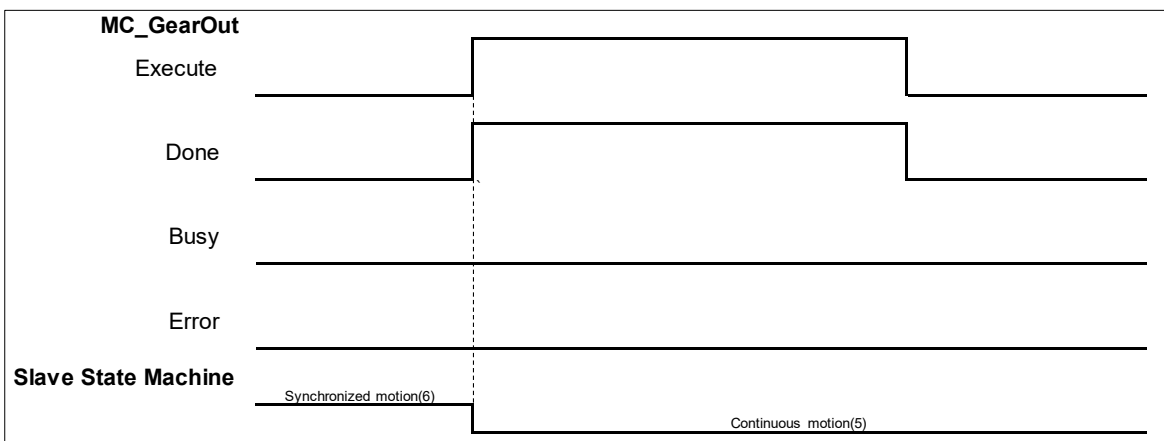 MC_GearOut
Execute
Done
Busy
Error
Slave State Machine
Synchronized motion(6)
Continuous motion(5)